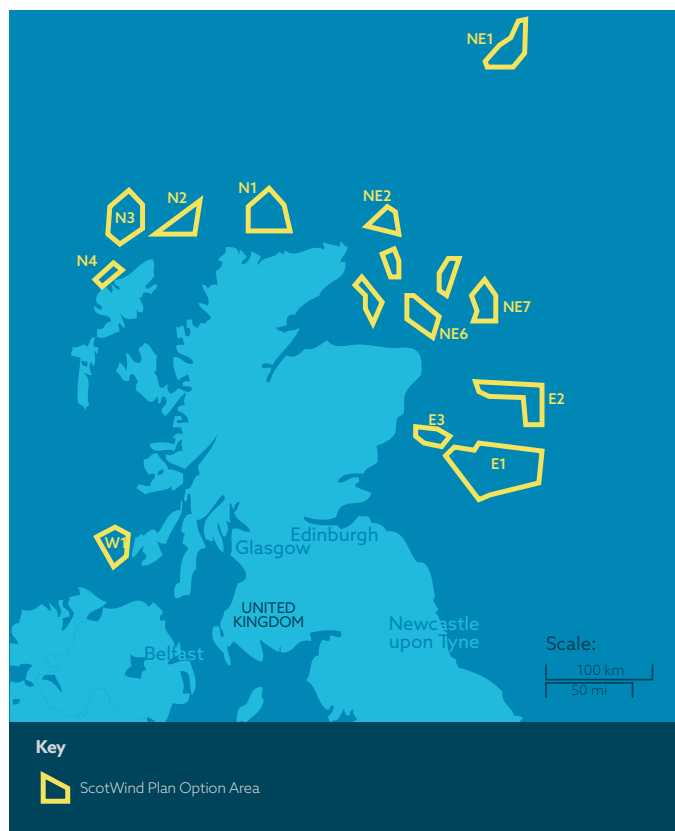 NE1
N1
N2
NE2
N3
N4
NE7
NE6
E2
E3
E1
Edinburgh
W1
Glasgow
UNITED
KINGDOM
Newcastle
upon Tyne
Belfast
Scale:
100 km
50 mi
Key
ScotWind Plan Option Area